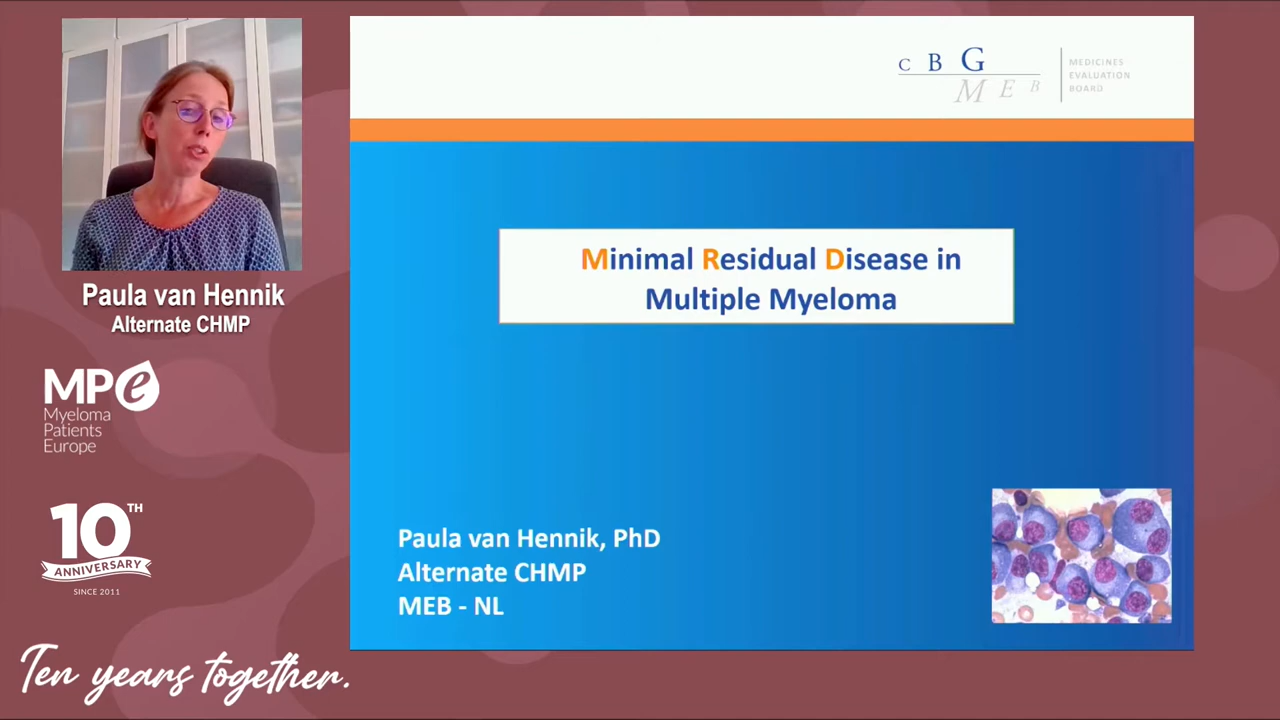 Paula van Hennik
Alternate CHMP
MPe
Myeloma
Patients
Europe
10TH
ANNIVERSARY
SINCE 2011
Ten years together.
C B G
M E B
MEDICINES
EVALUATION
BOARD
Minimal Residual Disease in
Multiple Myeloma
Paula van Hennik, PhD
Alternate CHMP
MEB - NL